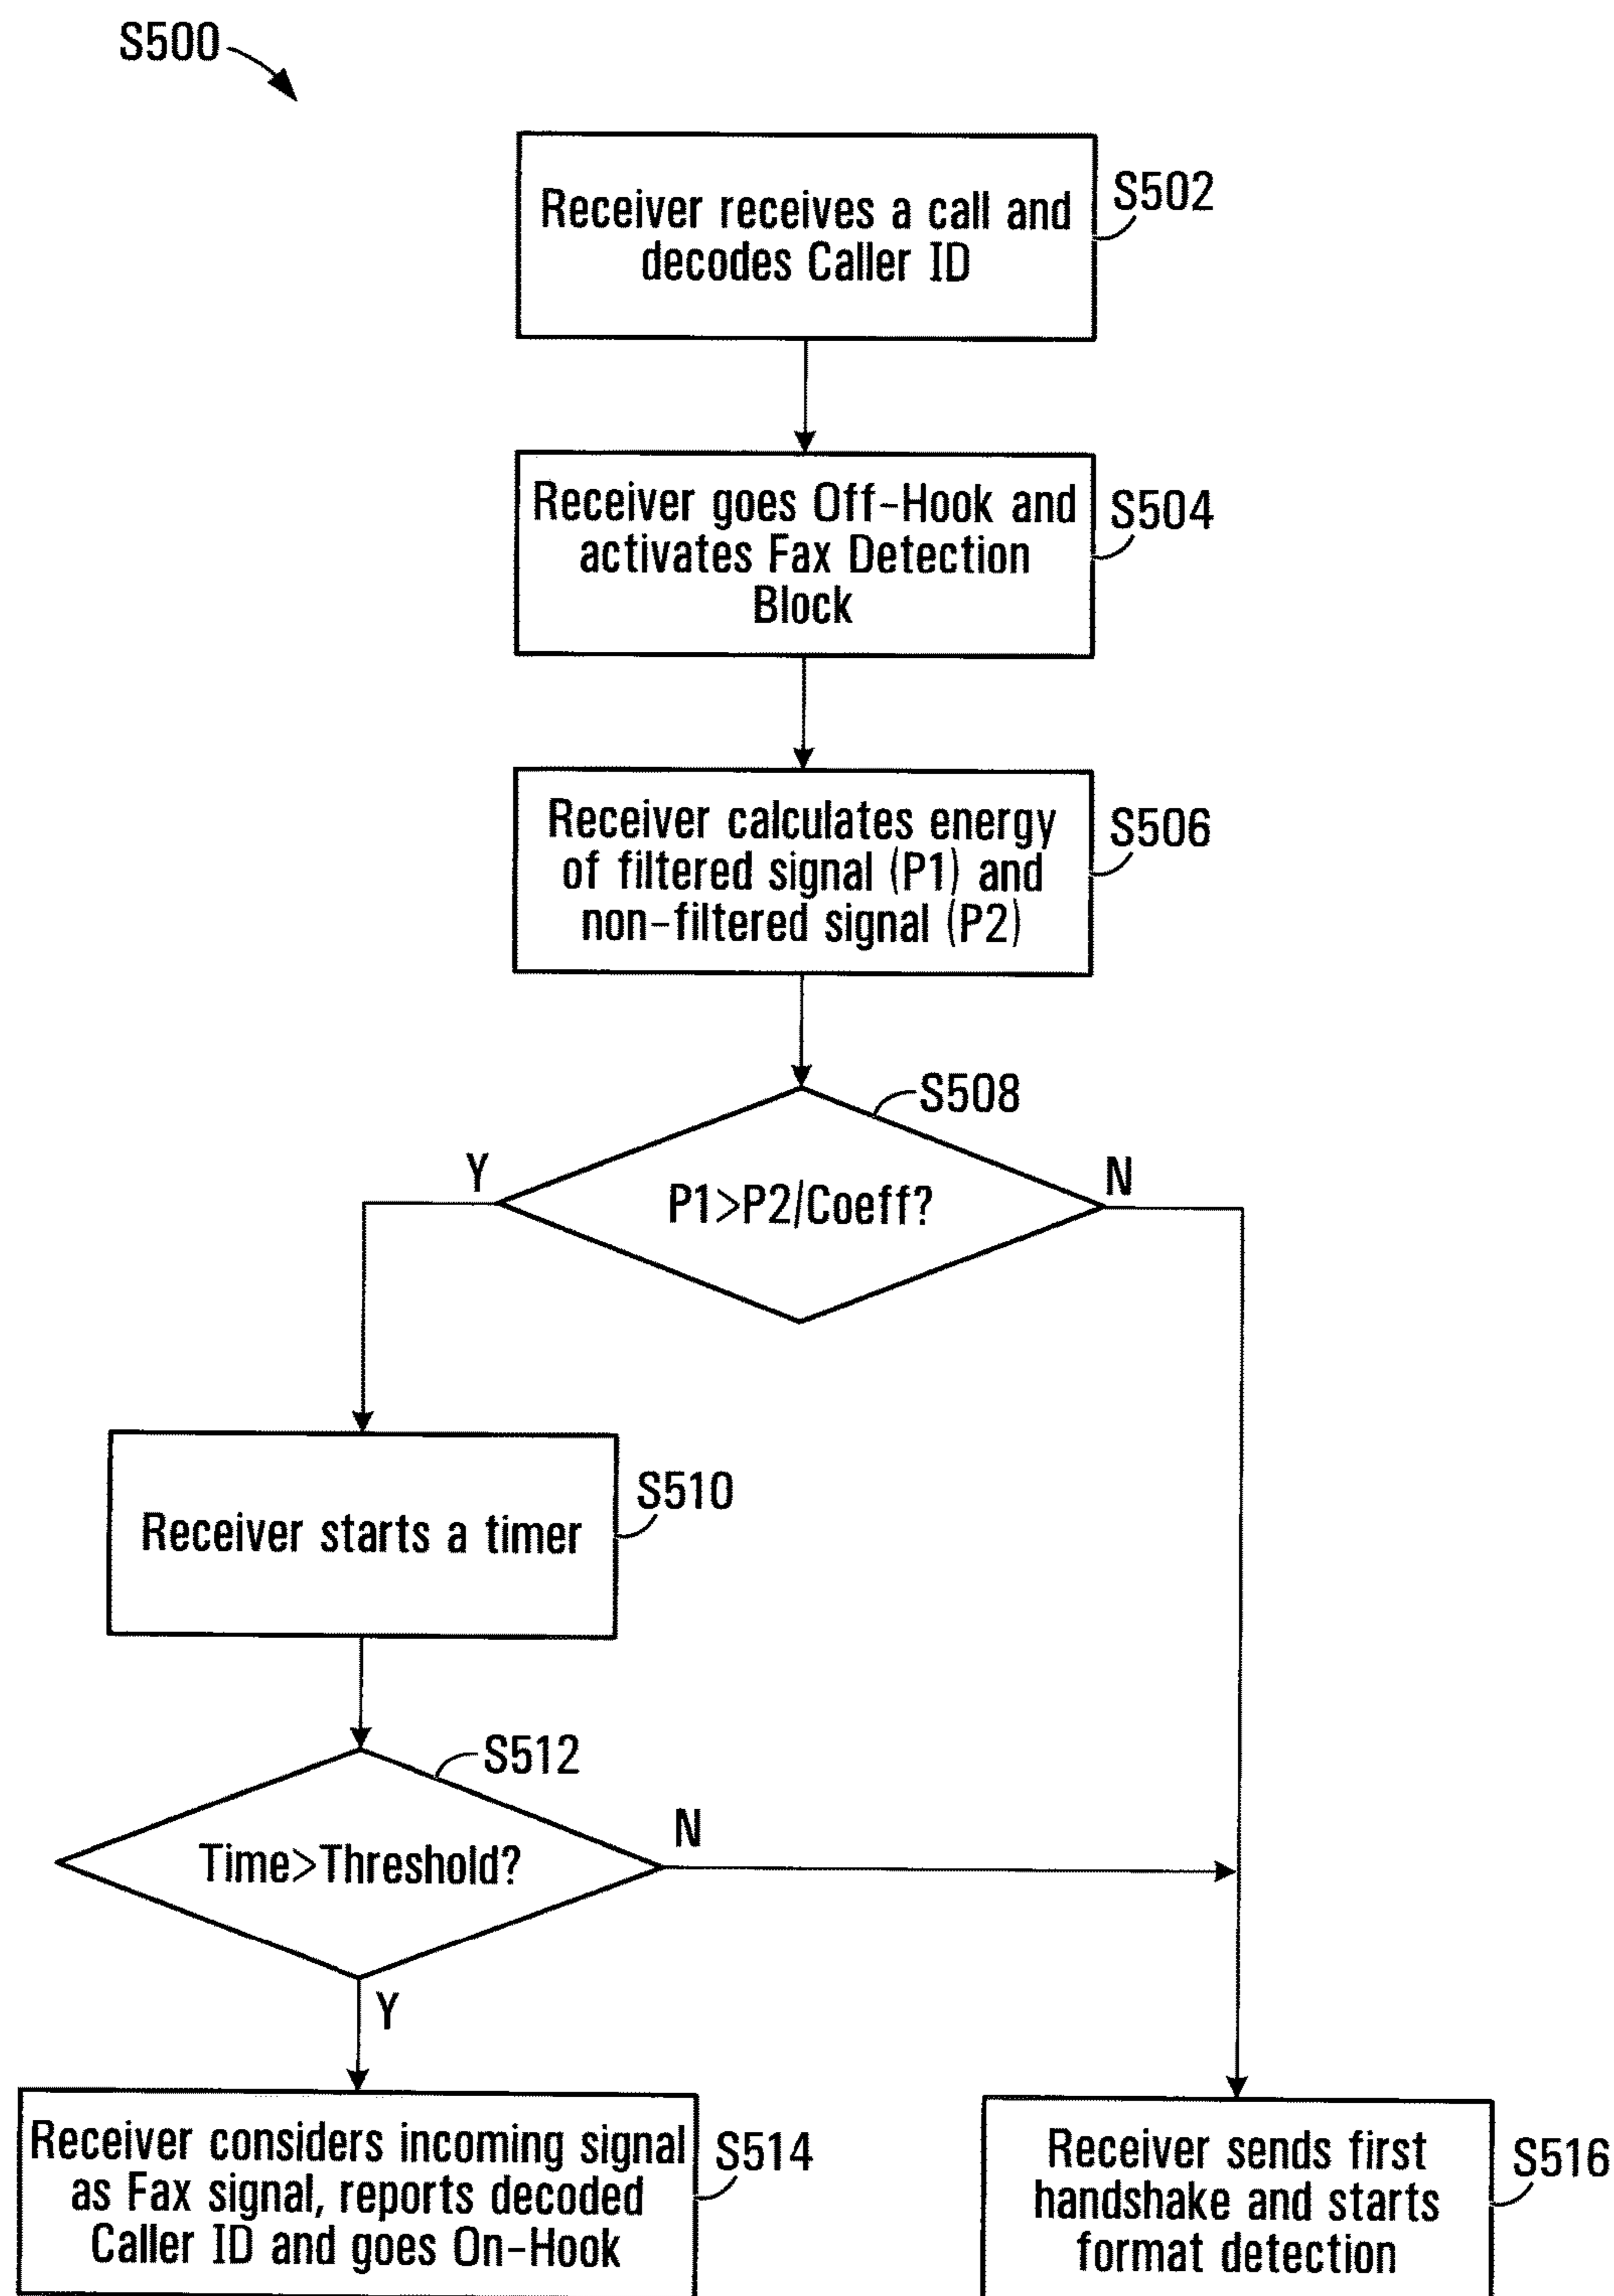 S500
Receiver receives a call and
decodes Caller ID
S502
Receiver goes Off-Hook and
activates Fax Detection
Block
S504
Receiver calculates energy
of filtered signal (P1) and
non-filtered signal (P2)
S506
S508
P1>P2/Coeff?
Y
N
Receiver starts a timer
S510
S512
Time>Threshold?
N
Y
Receiver considers incoming signal
as Fax signal, reports decoded
Caller ID and goes On-Hook
S514
Receiver sends first
handshake and starts
format detection
S516